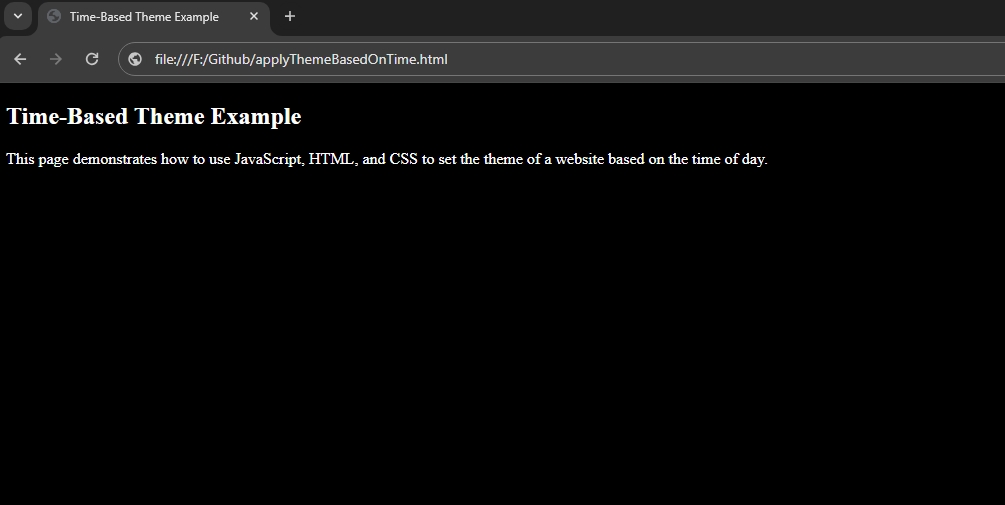 Time-Based Theme Example
file:///F:/Github/applyThemeBasedOnTime.html
Time-Based Theme Example
This page demonstrates how to use JavaScript, HTML, and CSS to set the theme of a website based on the time of day.